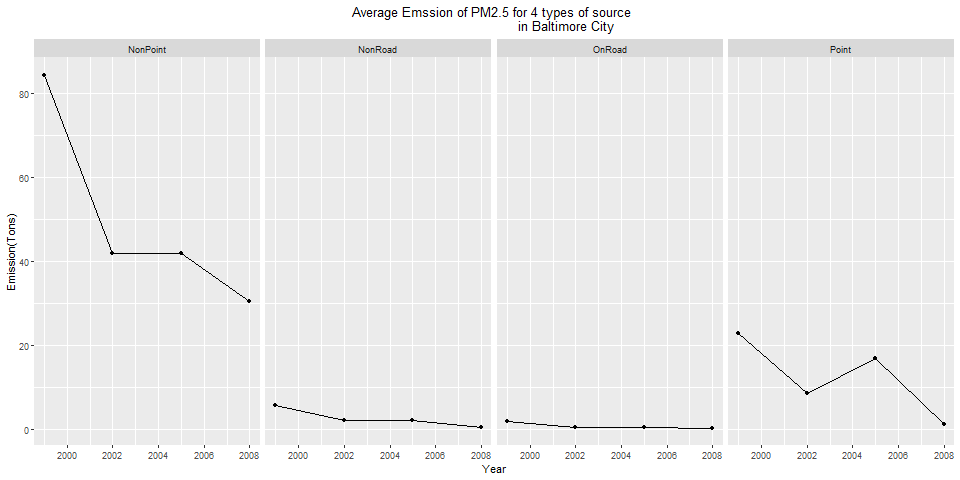 Average Emssion of PM2.5 for 4 types of source
in Baltimore City
NonPoint NonRoad OnRoad Point
80
60
40
20
0
Emission(Tons)
2000 2002 2004 2006 2008 2000 2002 2004 2006 2008 2000 2002 2004 2006 2008 2000 2002 2004 2006 2008
Year